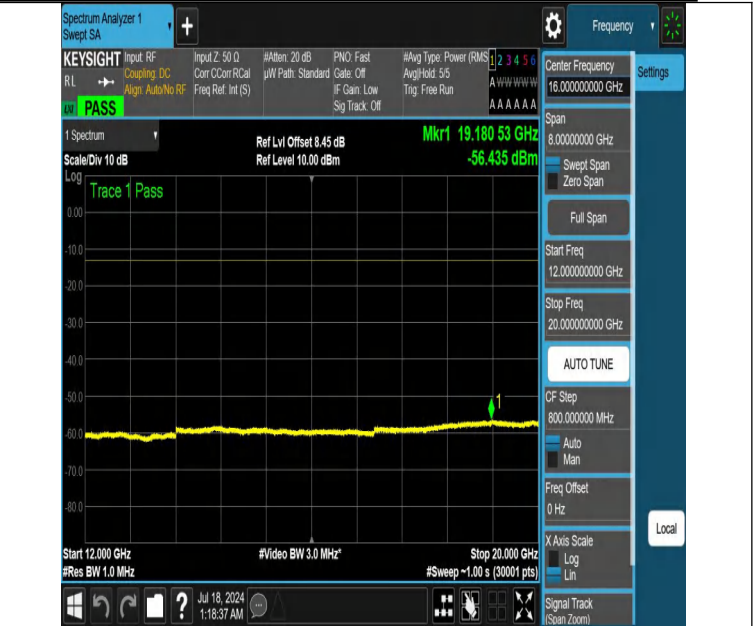 Spectrum Analyzer 1
Swept SA
+
Frequency
KEYSIGHT
RL
PASS
Input: RF
Coupling: DC
Align: Auto/No RF
Input Z: 50 Ω
Corr CCorr RCal
Freq Ref: Int (S)
#Atten: 20 dB
µW Path: Standard
PNO: Fast
Gate: Off
IF Gain: Low
Sig Track: Off
#Avg Type: Power (RMS
Avg|Hold: 5/5
Trig: Free Run
1 2 3 4 5 6
A W W W W W
A A A A A A
1 Spectrum
Scale/Div 10 dB
Ref Lvl Offset 8.45 dB
Ref Level 10.00 dBm
Mkr1 19.180 53 GHz
-56.435 dBm
Log
Trace 1 Pass
0.00
-10.0
-20.0
-30.0
-40.0
-50.0
-60.0
-70.0
-80.0
1
Start 12.000 GHz
#Res BW 1.0 MHz
#Video BW 3.0 MHz*
Stop 20.000 GHz
#Sweep ~1.00 s (30001 pts)
?
Jul 18, 2024
1:18:37 AM
Center Frequency
16.000000000 GHz
Settings
Span
8.00000000 GHz
Swept Span
Zero Span
Full Span
Start Freq
12.000000000 GHz
Stop Freq
20.000000000 GHz
AUTO TUNE
CF Step
800.000000 MHz
Auto
Man
Freq Offset
0 Hz
X Axis Scale
Log
Lin
Local
Signal Track
(Span Zoom)